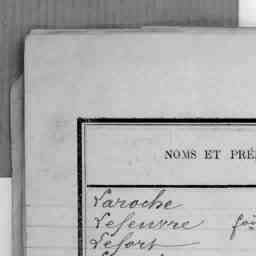 NOMS ET PRÉ
Laroche
Lefeuvre
Lefort